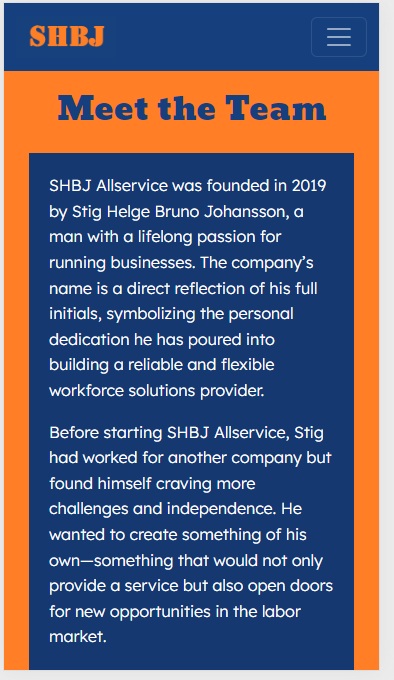 SHBJ
Meet the Team
SHBJ Allservice was founded in 2019
by Stig Helge Bruno Johansson, a
man with a lifelong passion for
running businesses. The company’s
name is a direct reflection of his full
initials, symbolizing the personal
dedication he has poured into
building a reliable and flexible
workforce solutions provider.
Before starting SHBJ Allservice, Stig
had worked for another company but
found himself craving more
challenges and independence. He
wanted to create something of his
own—something that would not only
provide a service but also open doors
for new opportunities in the labor
market.